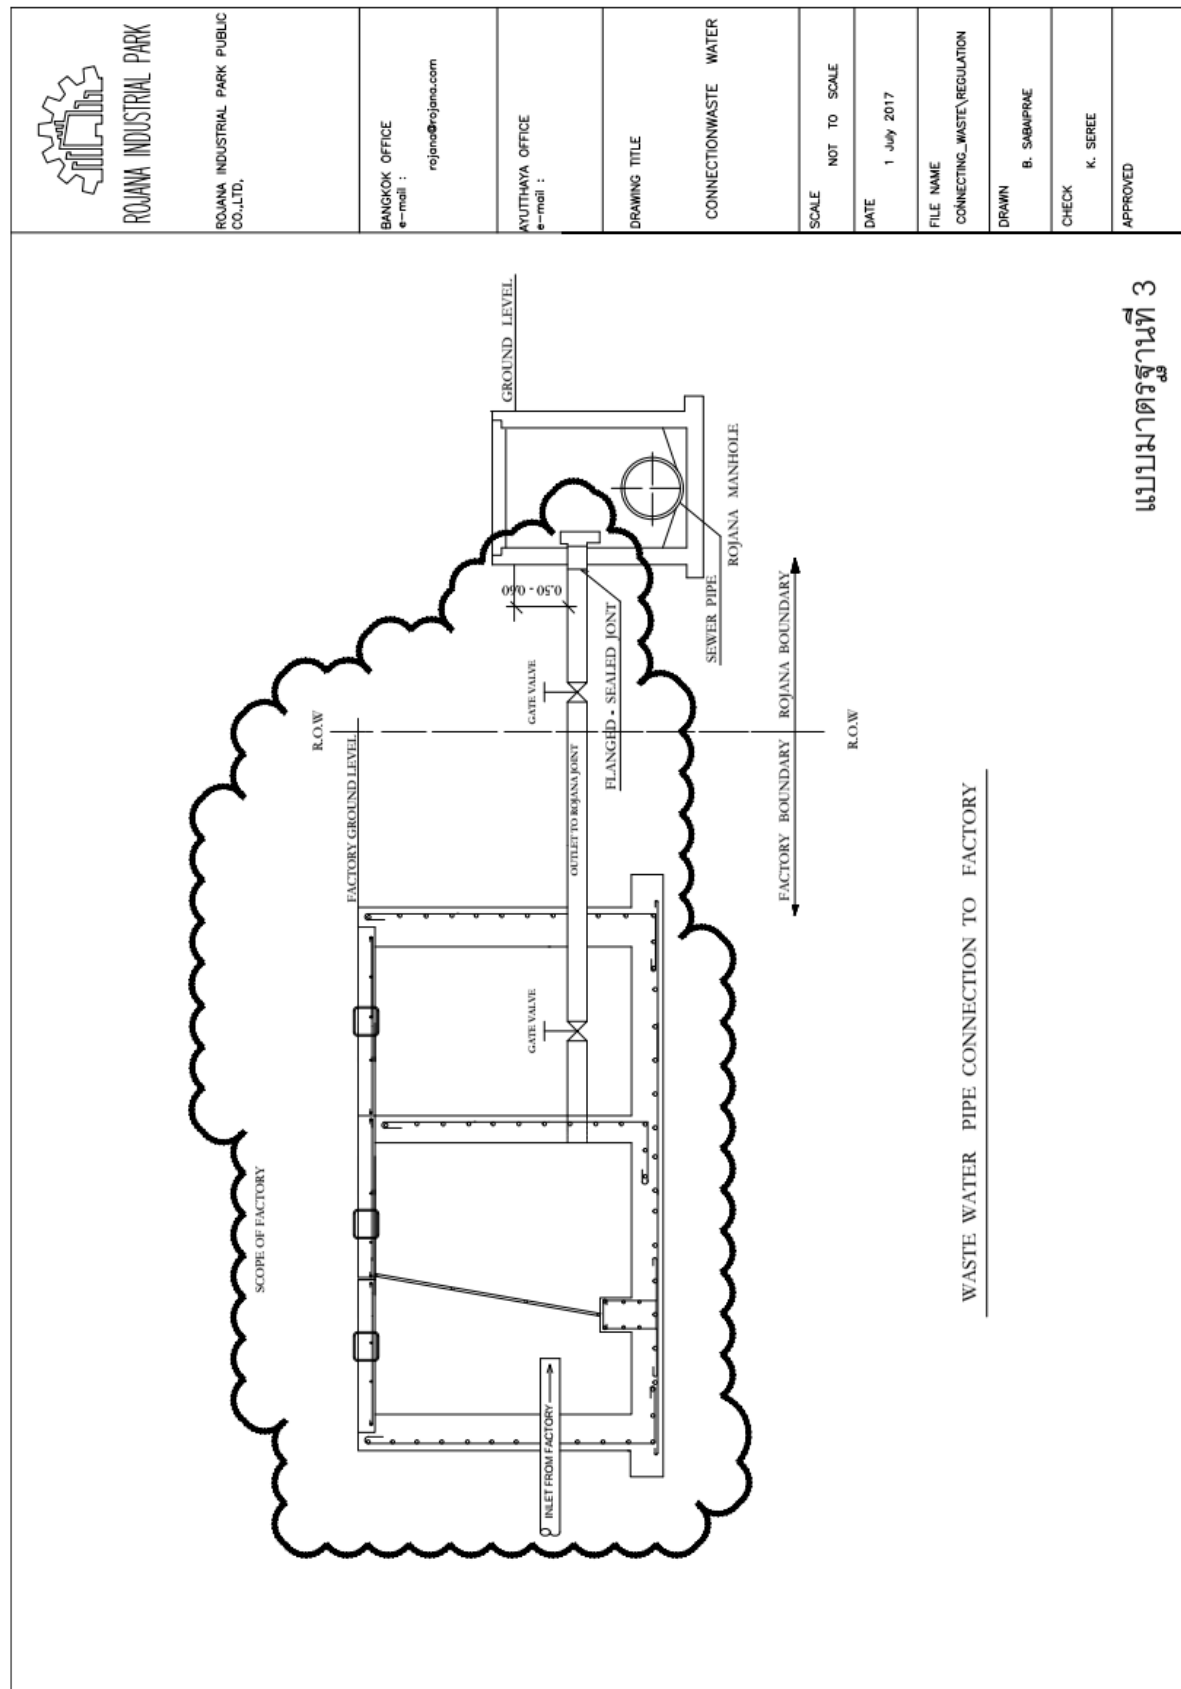 ROJANA INDUSTRIAL PARK
ROJANA INDUSTRIAL PARK PUBLIC
CO.,LTD,
BANGKOK OFFICE
e-mail :
rojana@rojana.com
AYUTTHAYA OFFICE
e-mail :
DRAWING TITLE
CONNECTIONWASTE WATER
SCALE
NOT TO SCALE
DATE
1 July 2017
FILE NAME
CONNECTING_WASTE\REGULATION
DRAWN
B. SABAIPRAE
CHECK
K. SEREE
APPROVED
SCOPE OF FACTORY
FACTORY GROUND LEVEL
R.O.W
GROUND LEVEL
0.50 - 0.60
GATE VALVE
GATE VALVE
INLET FROM FACTORY
OUTLET TO ROJANA JOINT
FLANGED - SEALED JONT
SEWER PIPE
ROJANA MANHOLE
FACTORY BOUNDARY
ROJANA BOUNDARY
R.O.W
WASTE WATER PIPE CONNECTION TO FACTORY
แบบมาตรฐานที่ 3